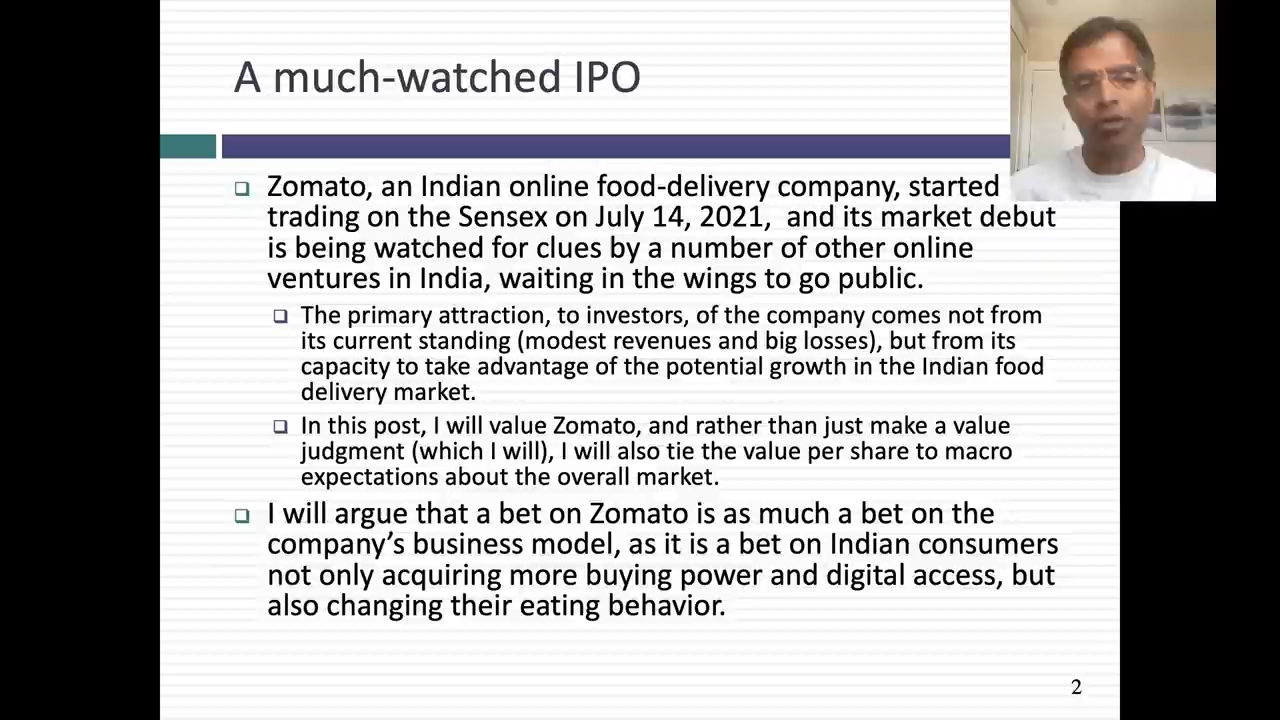 A much-watched IPO
Zomato, an Indian online food-delivery company, started
trading on the Sensex on July 14, 2021, and its market debut
is being watched for clues by a number of other online
ventures in India, waiting in the wings to go public.
The primary attraction, to investors, of the company comes not from
its current standing (modest revenues and big losses), but from its
capacity to take advantage of the potential growth in the Indian food
delivery market.
In this post, I will value Zomato, and rather than just make a value
judgment (which I will), I will also tie the value per share to macro
expectations about the overall market.
I will argue that a bet on Zomato is as much a bet on the
company’s business model, as it is a bet on Indian consumers
not only acquiring more buying power and digital access, but
also changing their eating behavior.
2